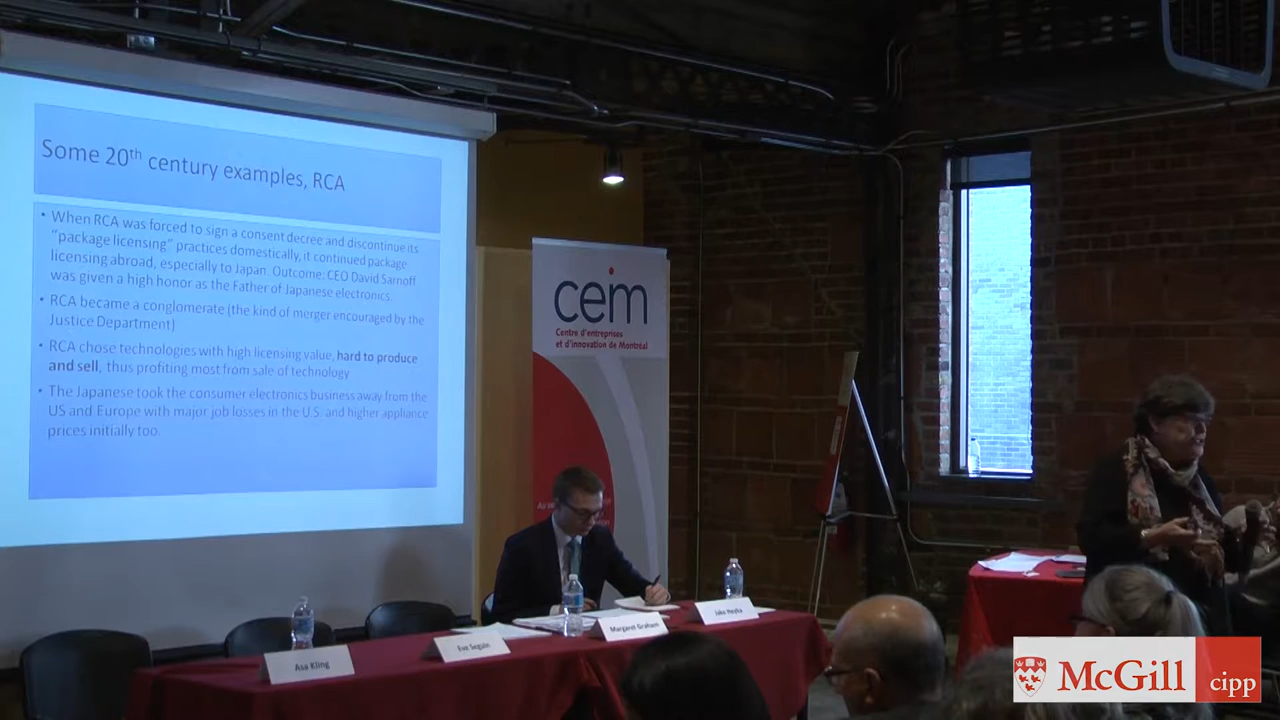 Some 20th century examples, RCA
• When RCA was forced to sign a consent decree and discontinue its
"package licensing" practices domestically, it continued package
licensing abroad, especially to Japan. Outcome: CEO David Sarnoff
was given a high honor as the Father of Japanese electronics.
• RCA became a conglomerate (the kind of merger encouraged by the
Justice Department)
• RCA chose technologies with high licensing value, hard to produce
and sell, thus profiting most from sale of technology
• The Japanese took the consumer electronics business away from the
US and Europe with major job losses in the U.S. and higher appliance
prices initially too.
cem
Centre d'entreprises
et d'innovation de Montréal
Asa Kling
Eve Seguin
Margaret Graham
McGill
cipp